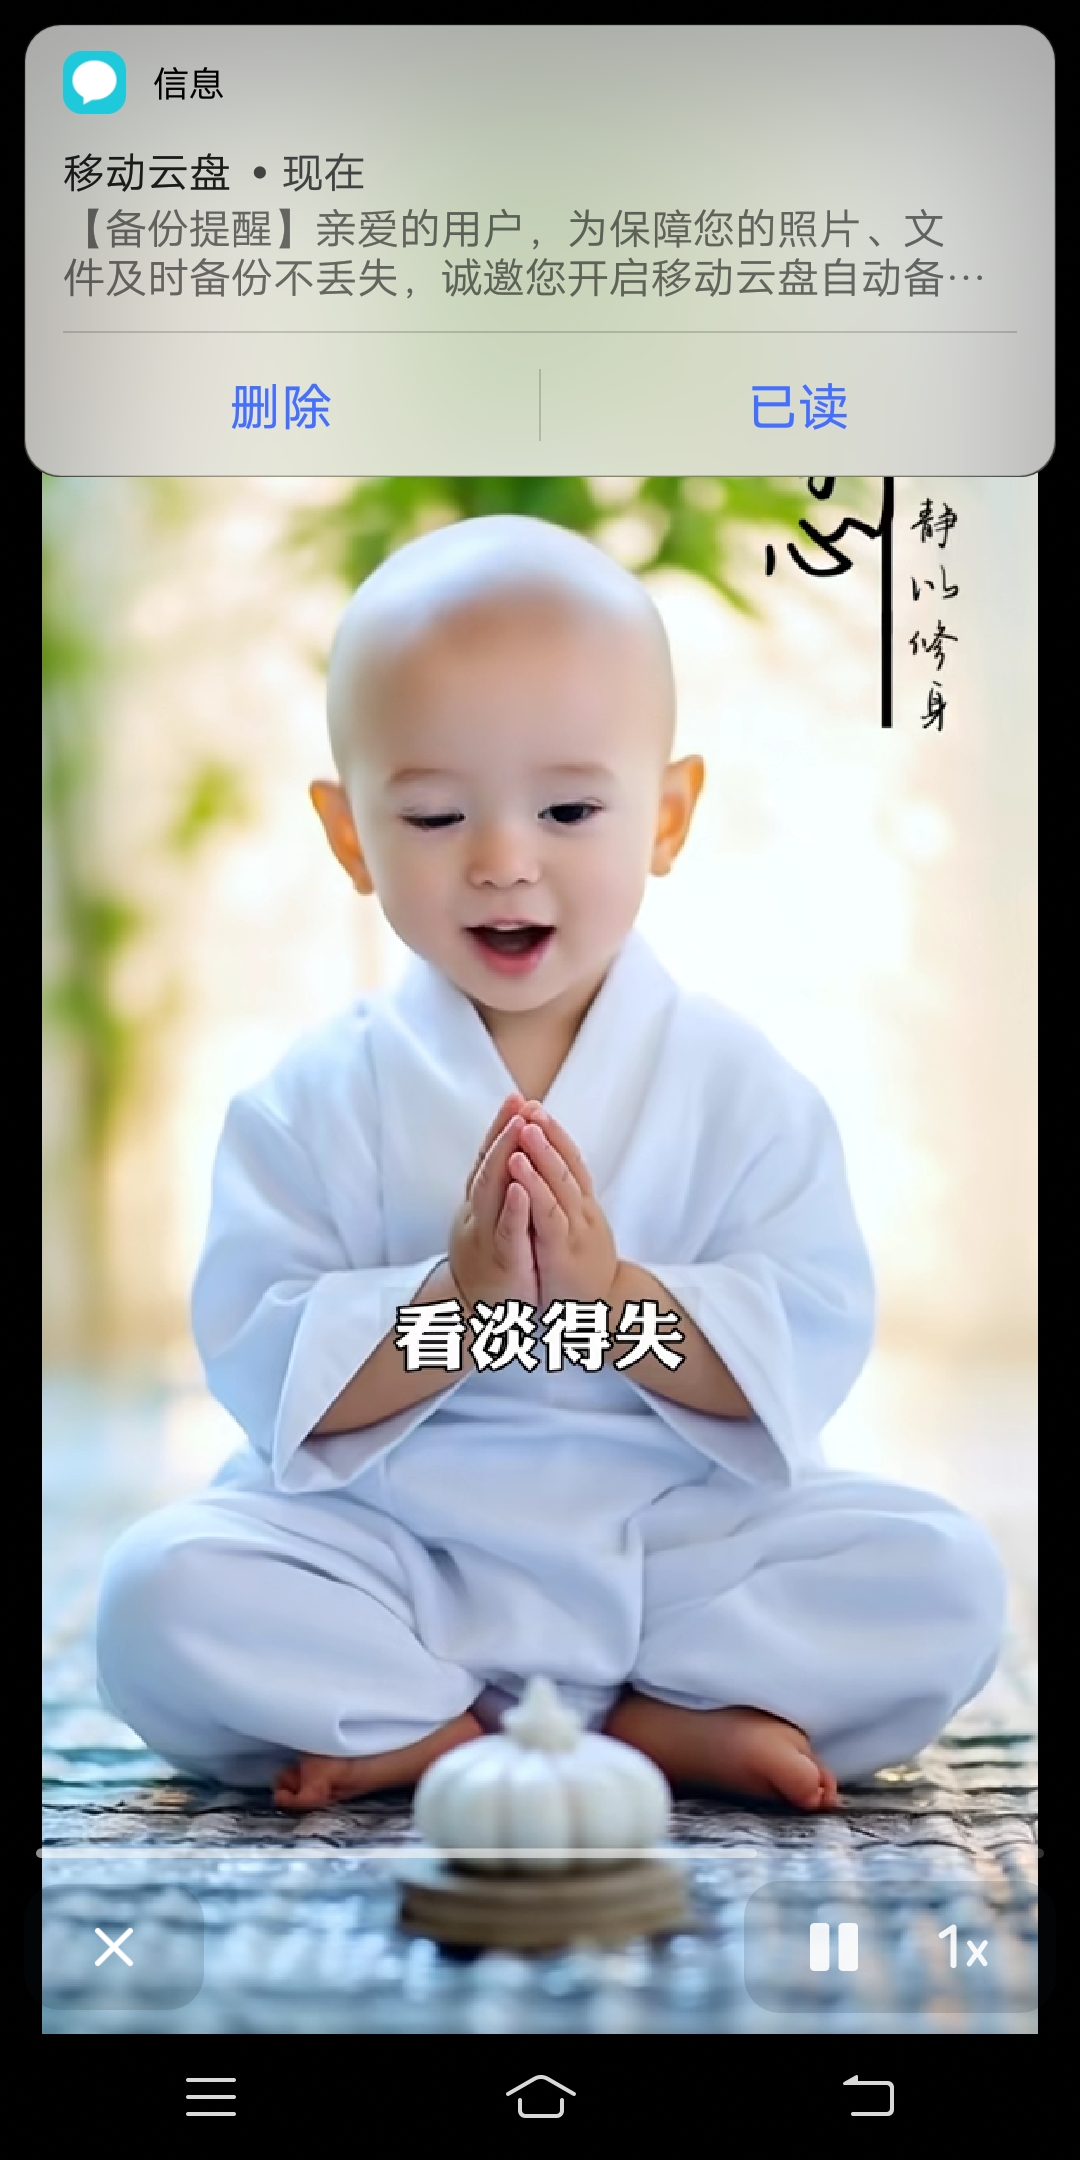 信息
移动云盘 • 现在
【备份提醒】亲爱的用户，为保障您的照片、文
件及时备份不丢失，诚邀您开启移动云盘自动备…
删除
已读
心
静以修身
看淡得失
1x